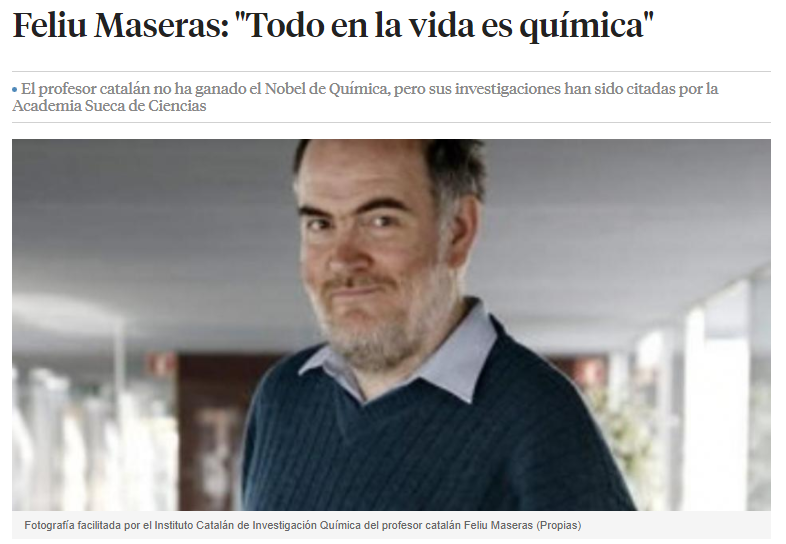 Feliu Maseras: "Todo en la vida es química"
• El profesor catalán no ha ganado el Nobel de Química, pero sus investigaciones han sido citadas por la
Academia Sueca de Ciencias
Fotografía facilitada por el Instituto Catalán de Investigación Química del profesor catalán Feliu Maseras (Propias)